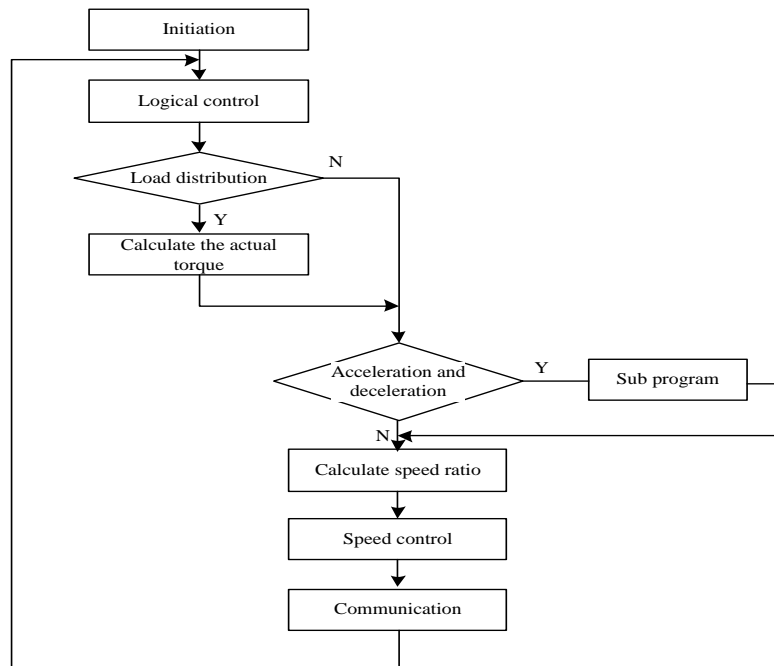 Initiation
Logical control
N
Load distribution
Y
Calculate the actual
torque
Acceleration and
deceleration
Y
Sub program
N
Calculate speed ratio
Speed control
Communication